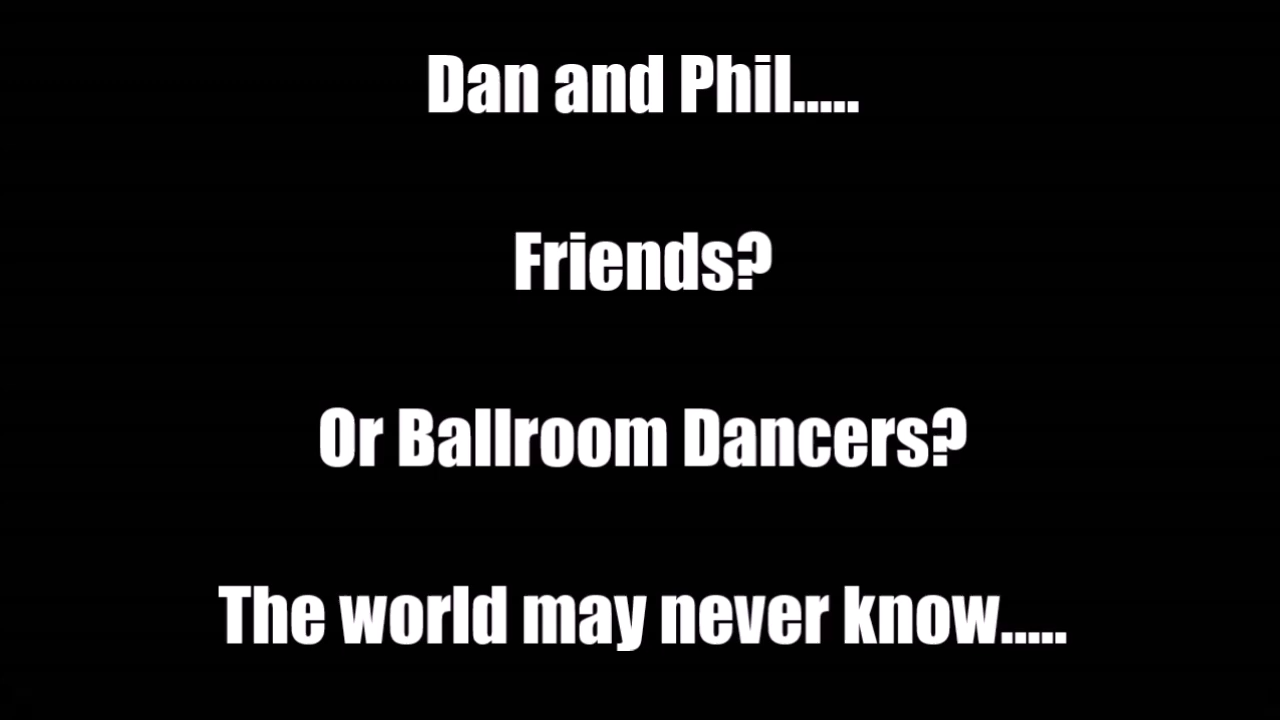 Dan and Phil.....
Friends?
Or Ballroom Dancers?
The world may never know.....